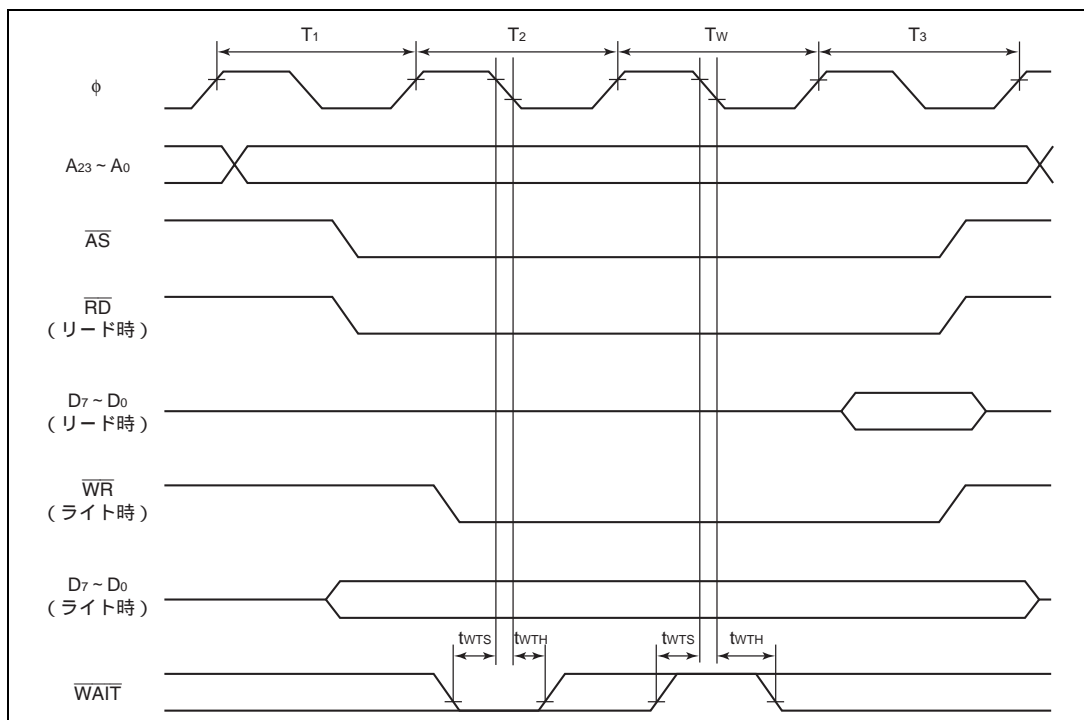 T1 T2 TW T3
φ
A23 ~ A0
AS
RD
（リード時）
D7 ~ D0
（リード時）
WR
（ライト時）
D7 ~ D0
（ライト時）
tWTS tWTH tWTS tWTH
WAIT